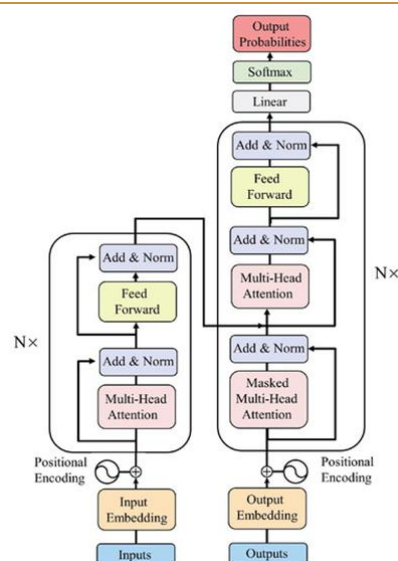 Output
Probabilities
Softmax
Linear
Add & Norm
Feed
Forward
Add & Norm
Multi-Head
Attention
Add & Norm
Masked
Multi-Head
Attention
N×
Positional
Encoding
Output
Embedding
Outputs
Add & Norm
Feed
Forward
Add & Norm
Multi-Head
Attention
N×
Positional
Encoding
Input
Embedding
Inputs